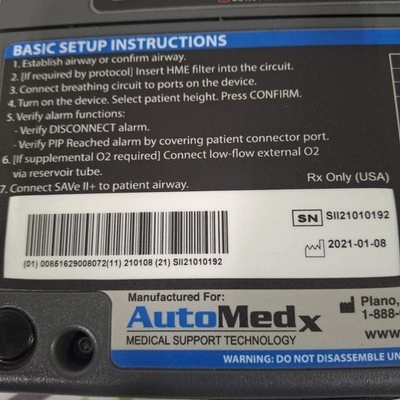 BASIC SETUP INSTRUCTIONS
1. Establish airway or confirm airway.
2. [If required by protocol] Insert HME filter into the circuit.
3. Connect breathing circuit to ports on the device.
4. Turn on the device. Select patient height. Press CONFIRM.
5. Verify alarm functions:
- Verify DISCONNECT alarm.
- Verify PIP Reached alarm by covering patient connector port.
6. [If supplemental O2 required] Connect low-flow external O2
via reservoir tube.
7. Connect SAVe II+ to patient airway.
Rx Only (USA)
SN SII21010192
2021-01-08
(01) 00851629008072(11) 210108 (21) SII21010192
Manufactured For:
AutoMedx
MEDICAL SUPPORT TECHNOLOGY
Plano,
1-888-
www.
WARNING: DO NOT DISASSEMBLE